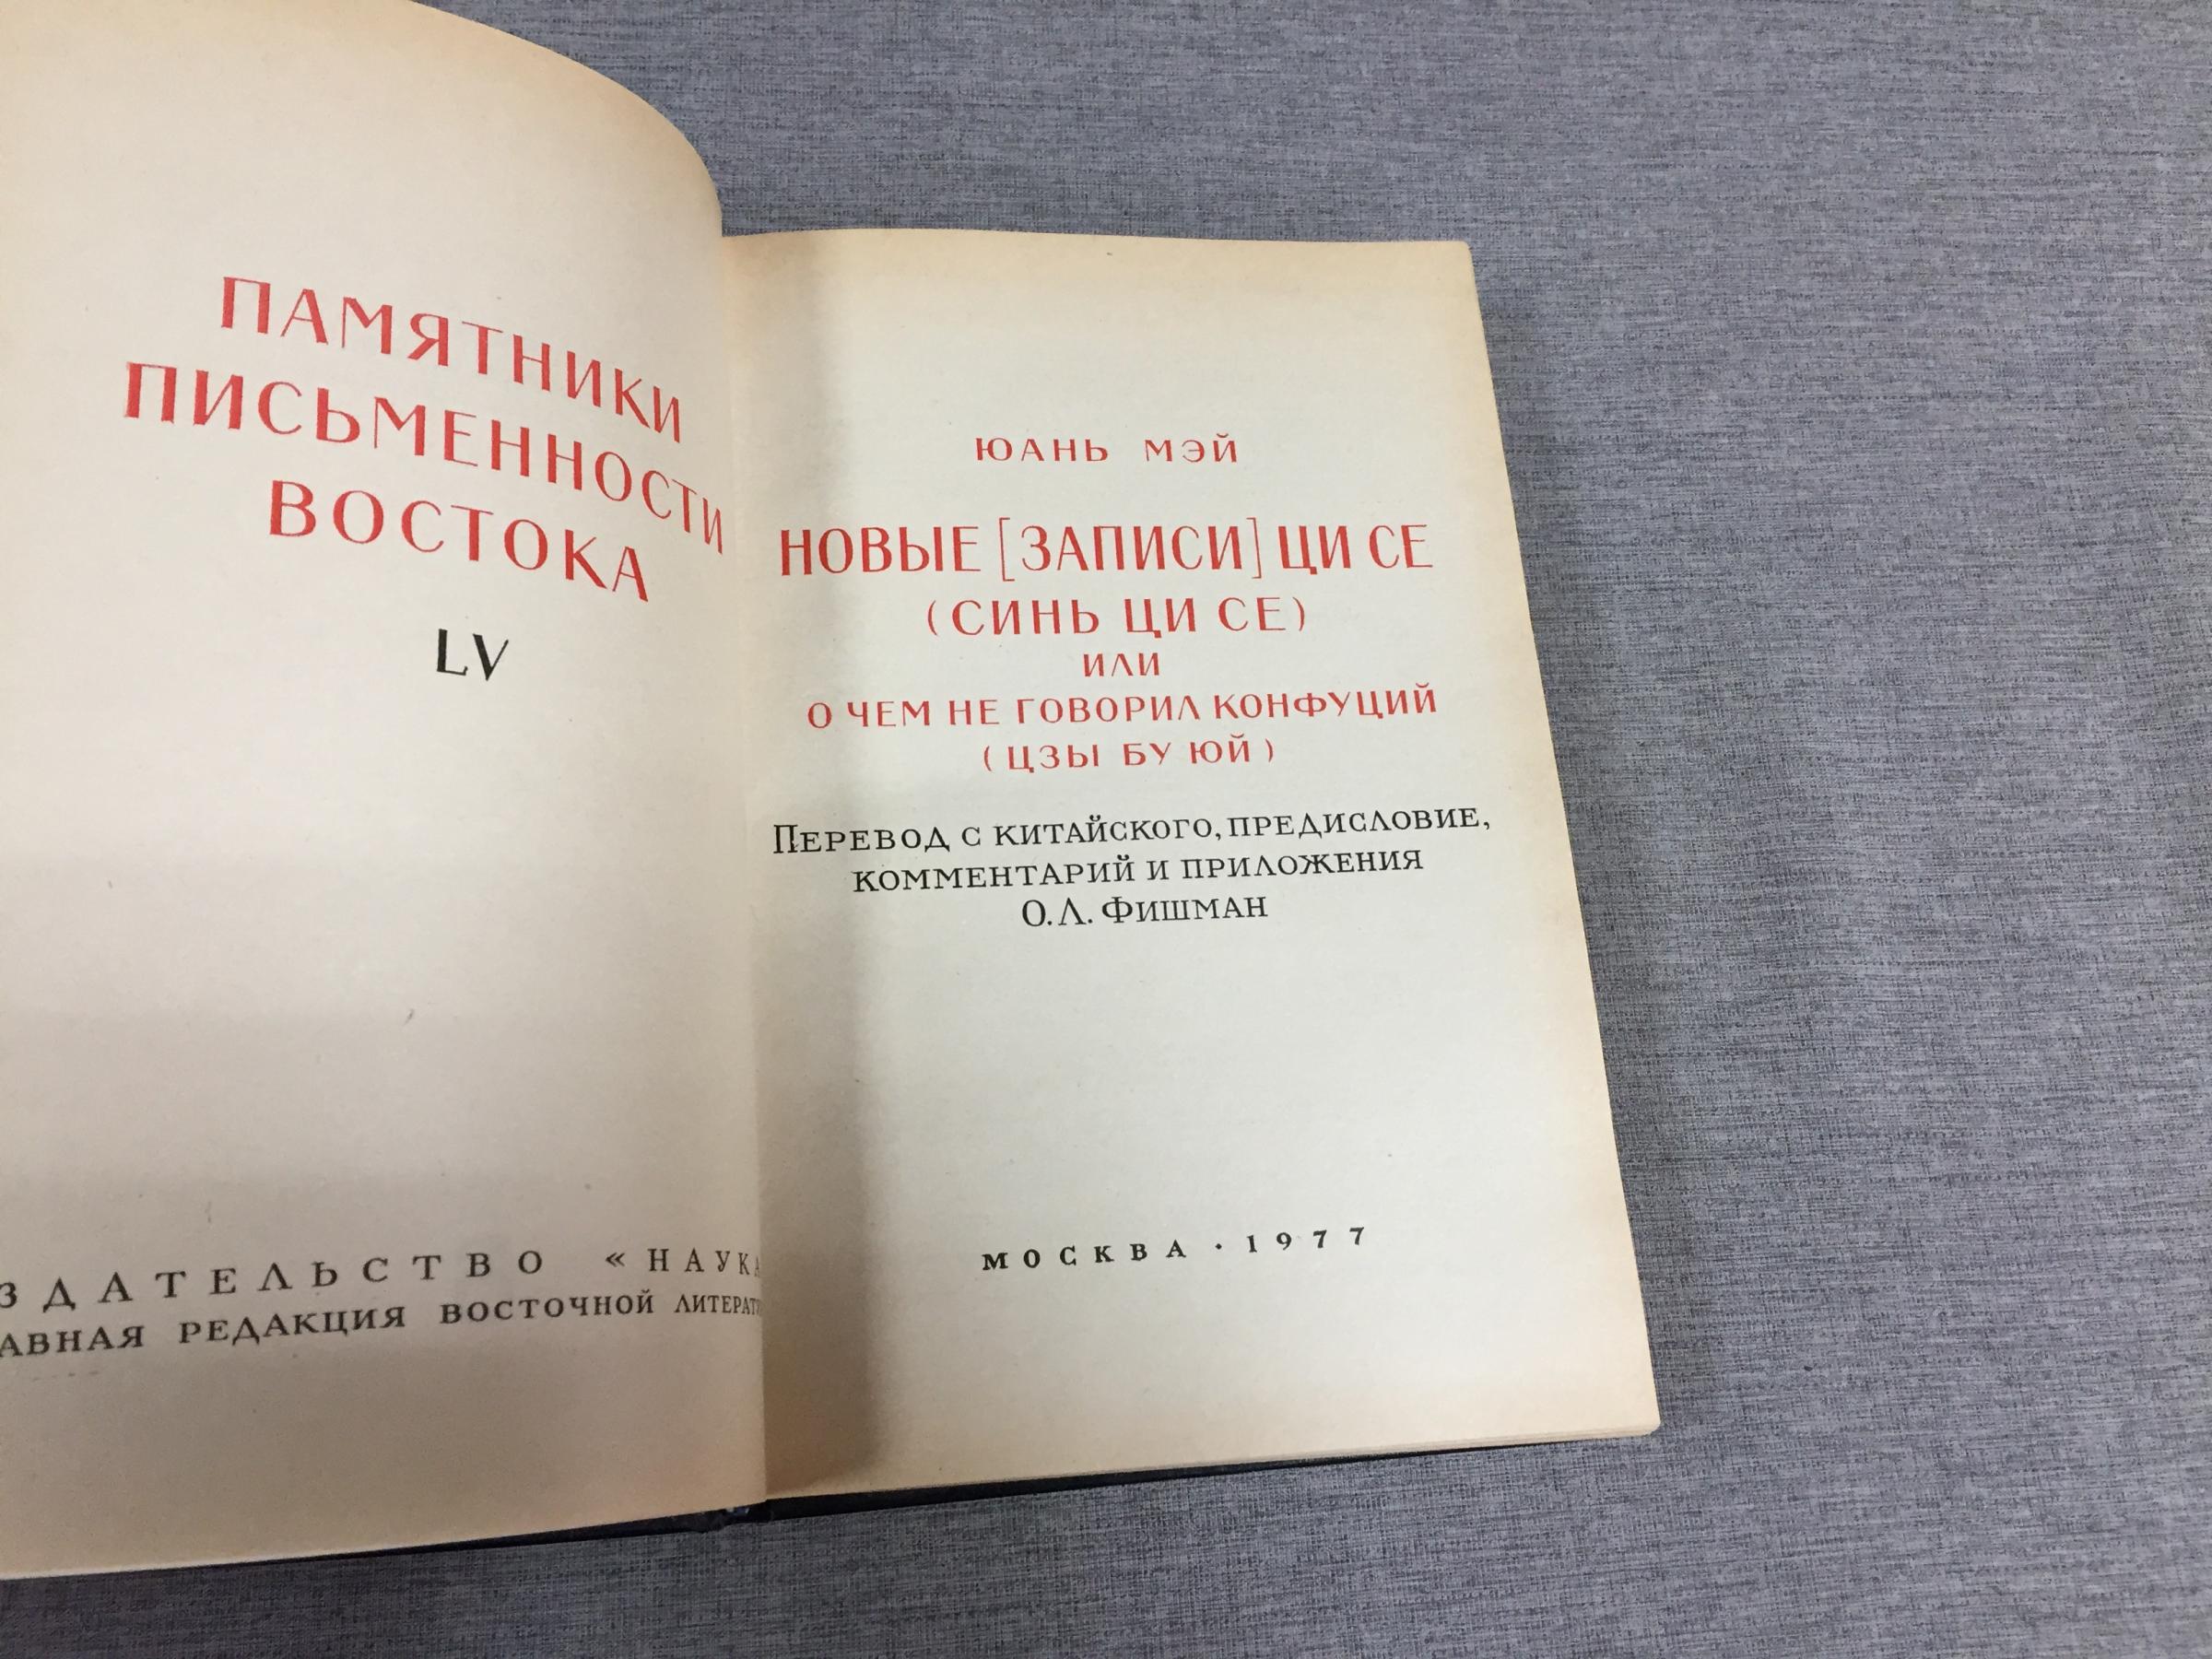 ПАМЯТНИКИ
ПИСЬМЕННОСТИ
ВОСТОКА
LV
ЗДАТЕЛЬСТВО «НАУКА
АВНАЯ РЕДАКЦИЯ ВОСТОЧНОЙ ЛИТЕРАТ
ЮАНЬ МЭЙ
НОВЫЕ [ЗАПИСИ] ЦИ СЕ
(СИНЬ ЦИ СЕ)
ИЛИ
О ЧЕМ НЕ ГОВОРИЛ КОНФУЦИЙ
(ЦЗЫ БУ ЮЙ)
ПЕРЕВОД С КИТАЙСКОГО, ПРЕДИСЛОВИЕ,
КОММЕНТАРИЙ И ПРИЛОЖЕНИЯ
О. Л. ФИШМАН
МОСКВА · 1977